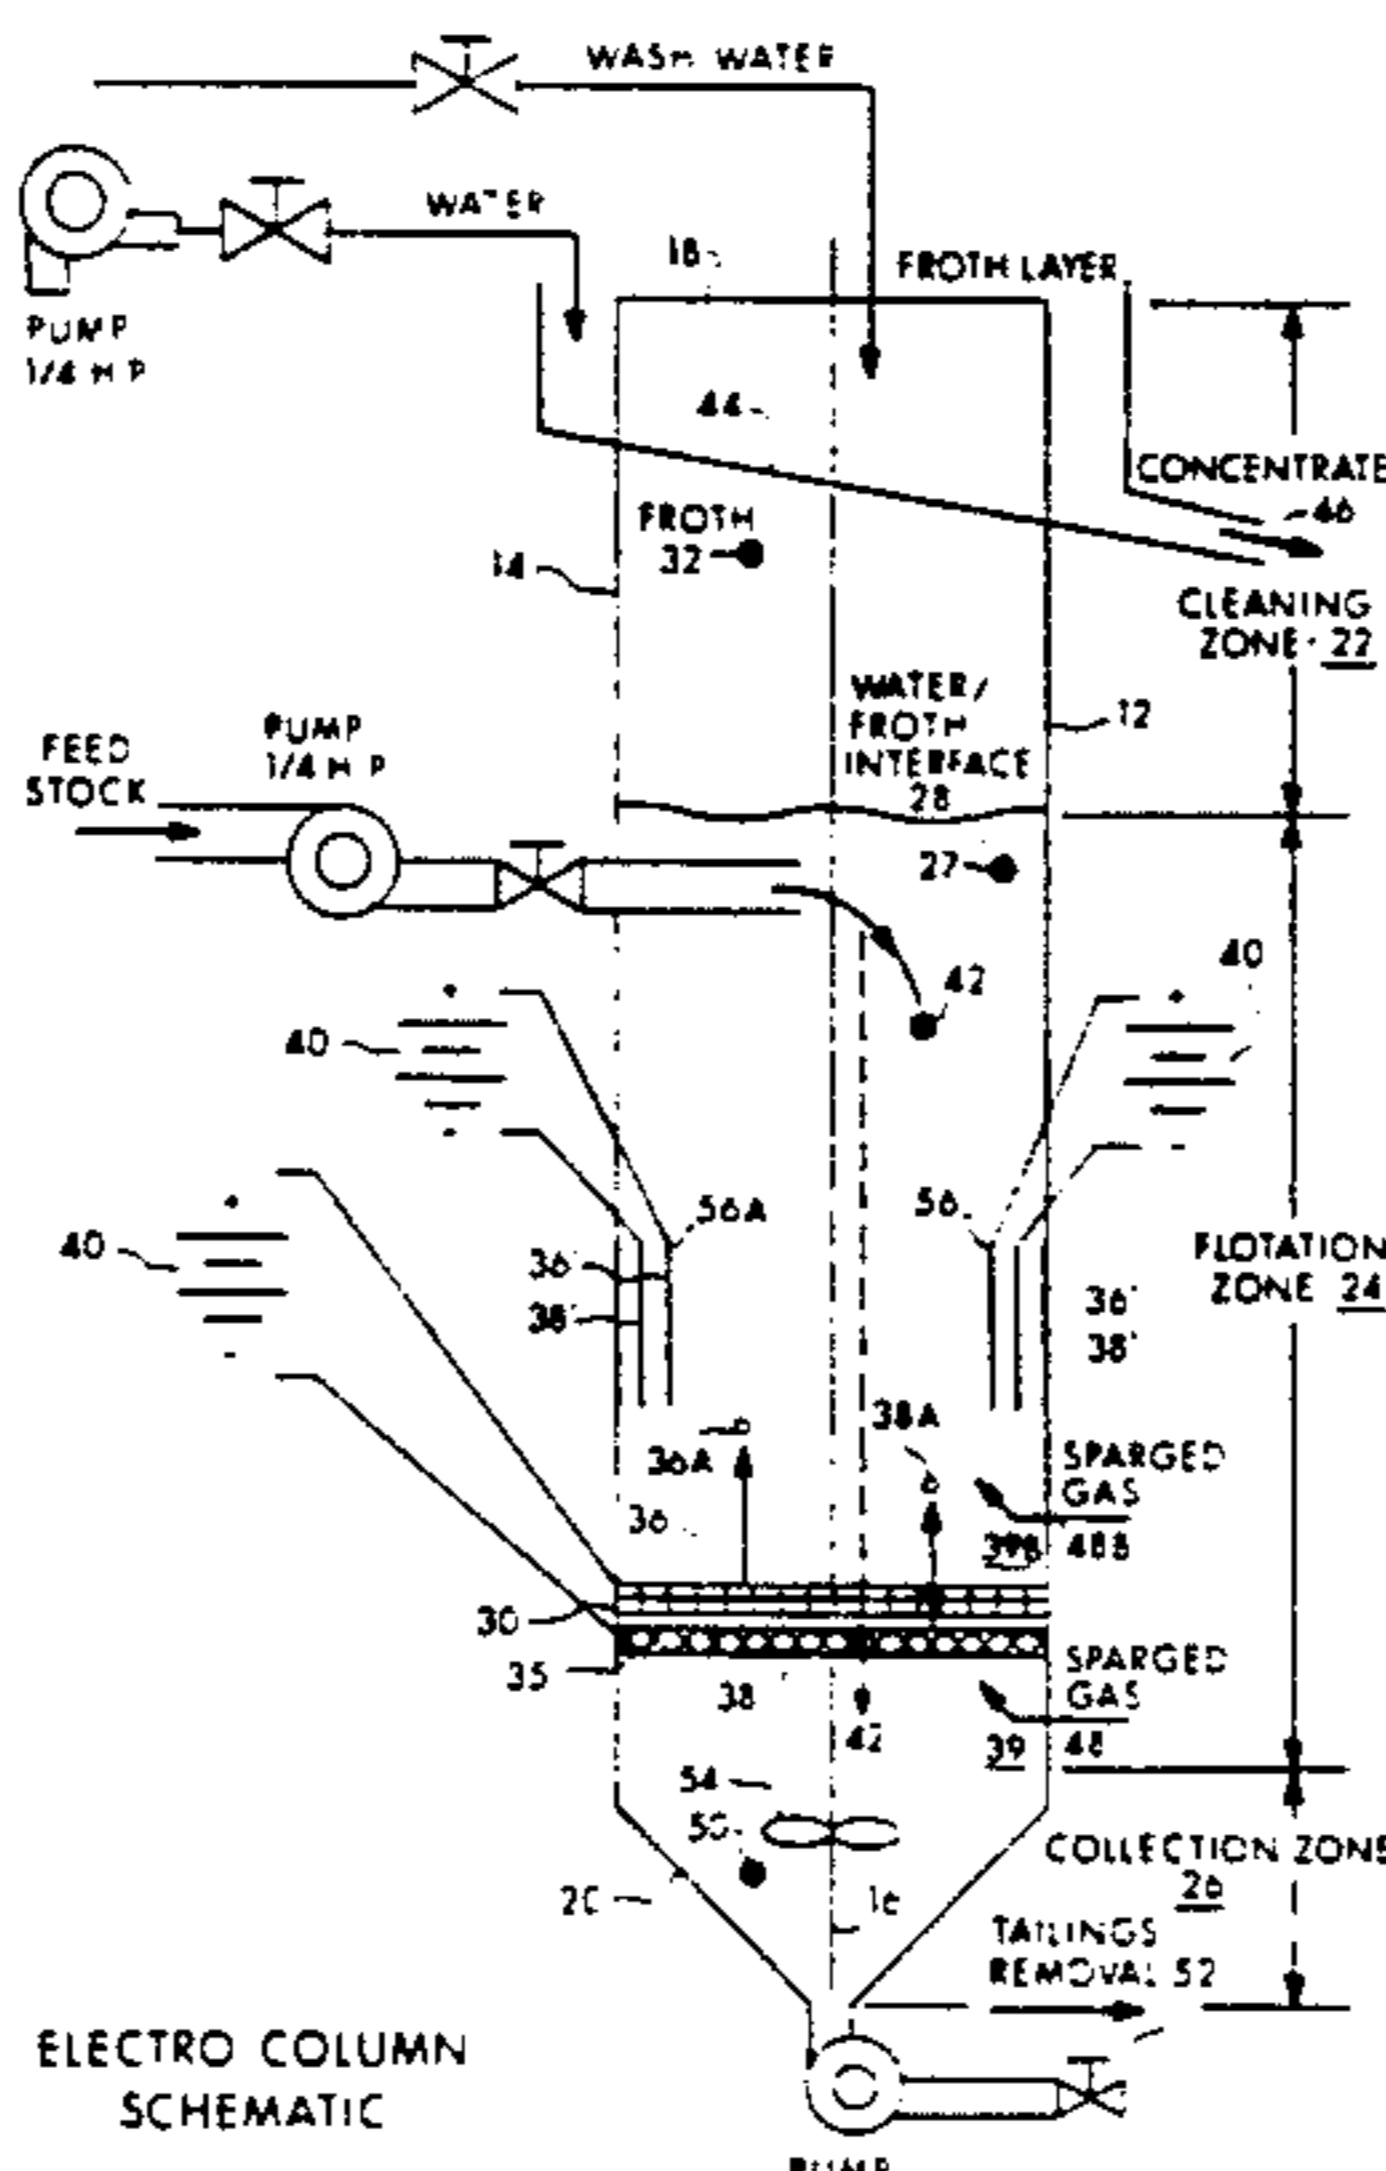 WASH WATER
WATER
18
FROTH LAYER
PUMP
1/4 H P
44
CONCENTRATE
46
FROTH
32
14
CLEANING
ZONE 22
WATER/
FROTH
INTERFACE
28
12
PUMP
1/4 H P
FEED
STOCK
27
40
42
40
+
+
-
-
56A
56
40
+
-
36'
38'
FLOTATION
ZONE 24
36'
38'
38A
36A
SPARGED
GAS
36
39B 48B
30
35
38
SPARGED
GAS
42
39 48
54
50
COLLECTION ZONE
26
20
16
TAILINGS
REMOVAL 52
ELECTRO COLUMN
SCHEMATIC
PUMP